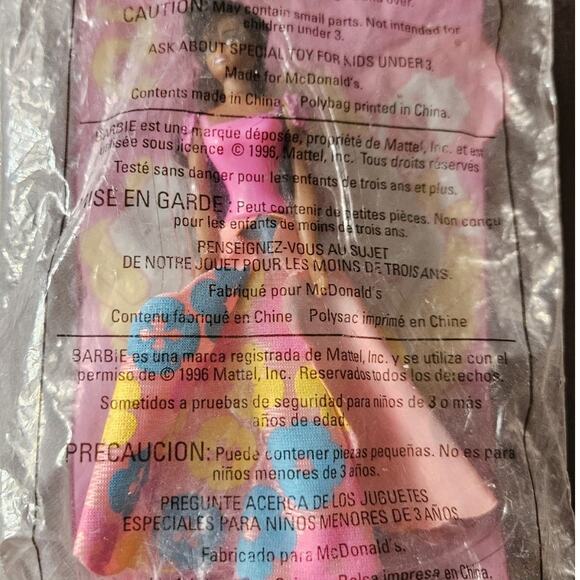 and over.
CAUTION: May contain small parts. Not intended for
children under 3.
ASK ABOUT SPECIAL TOY FOR KIDS UNDER 3.
Made for McDonald's.
Contents made in China. Polybag printed in China.
BARBIE est une marque déposée, propriété de Mattel, Inc. et est
utilisée sous licence © 1996, Mattel, Inc. Tous droits réservés
Testé sans danger pour les enfants de trois ans et plus.
MISE EN GARDE: Peut contenir de petites pièces. Non conçu
pour les enfants de moins de trois ans.
RENSEIGNEZ-VOUS AU SUJET
DE NOTRE JOUET POUR LES MOINS DE TROIS ANS.
Fabriqué pour McDonald's
Contenu fabriqué en Chine Polysac imprimé en Chine
BARBIE es una marca registrada de Mattel, Inc. y se utiliza con el
permiso de © 1996 Mattel, Inc. Reservados todos los derechos.
Sometidos a pruebas de seguridad para niños de 3 o más
años de edad.
PRECAUCION: Puede contener piezas pequeñas. No es para
niños menores de 3 años.
PREGUNTE ACERCA DE LOS JUGUETES
ESPECIALES PARA NIÑOS MENORES DE 3 AÑOS.
Fabricado para McDonald's.
Bolsa impresa en China.